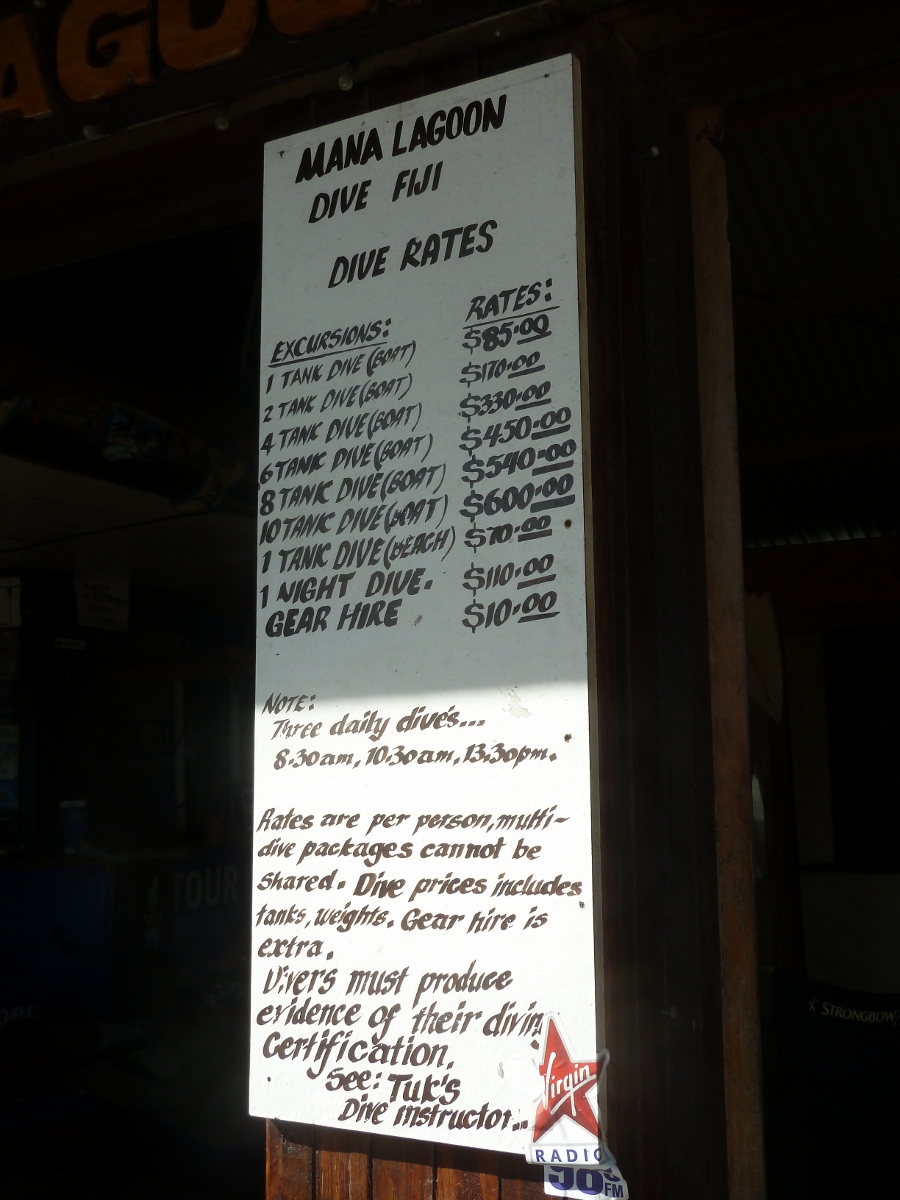 AGOO
MANA LAGOON
DIVE FIJI
DIVE RATES
EXCURSIONS: RATES:
1 TANK DIVE (BOAT) $85.00
2 TANK DIVE (BOAT) $170.00
4 TANK DIVE (BOAT) $330.00
6 TANK DIVE (BOAT) $450.00
8 TANK DIVE (BOAT) $540.00
10 TANK DIVE (BOAT) $600.00
1 TANK DIVE (BEACH) $70.00
1 NIGHT DIVE. $110.00
GEAR HIRE $10.00
NOTE:
Three daily dive's...
8.30am, 10.30am, 13.30pm.
Rates are per person, multi-
dive packages cannot be
shared. Dive prices includes
tanks, weights. Gear hire is
extra.
Divers must produce
evidence of their diving
Certification.
See: Tuk's
Dive instructor...
Virgin
RADIO
FM
TOUR
STRONGBOW